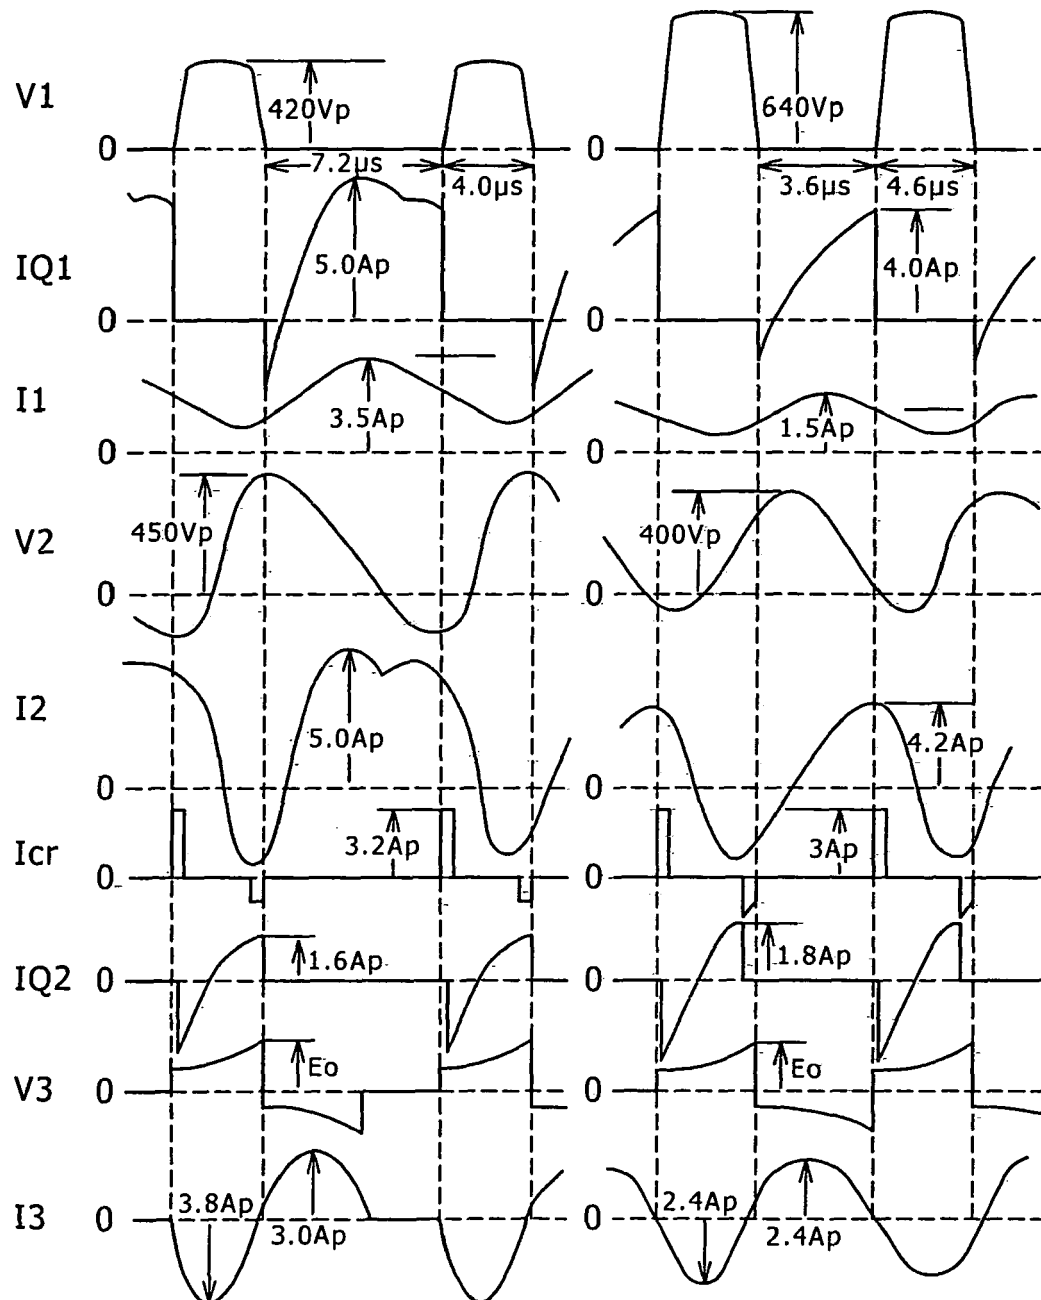 V1
0
420Vp
0
640Vp
7.2μs
4.0μs
3.6μs
4.6μs
IQ1
0
5.0Ap
0
4.0Ap
I1
0
3.5Ap
0
1.5Ap
V2
0
450Vp
0
400Vp
I2
0
5.0Ap
0
4.2Ap
Icr
0
3.2Ap
0
3Ap
IQ2
0
1.6Ap
0
1.8Ap
V3
0
Eo
0
Eo
I3
0
3.8Ap
3.0Ap
0
2.4Ap
2.4Ap